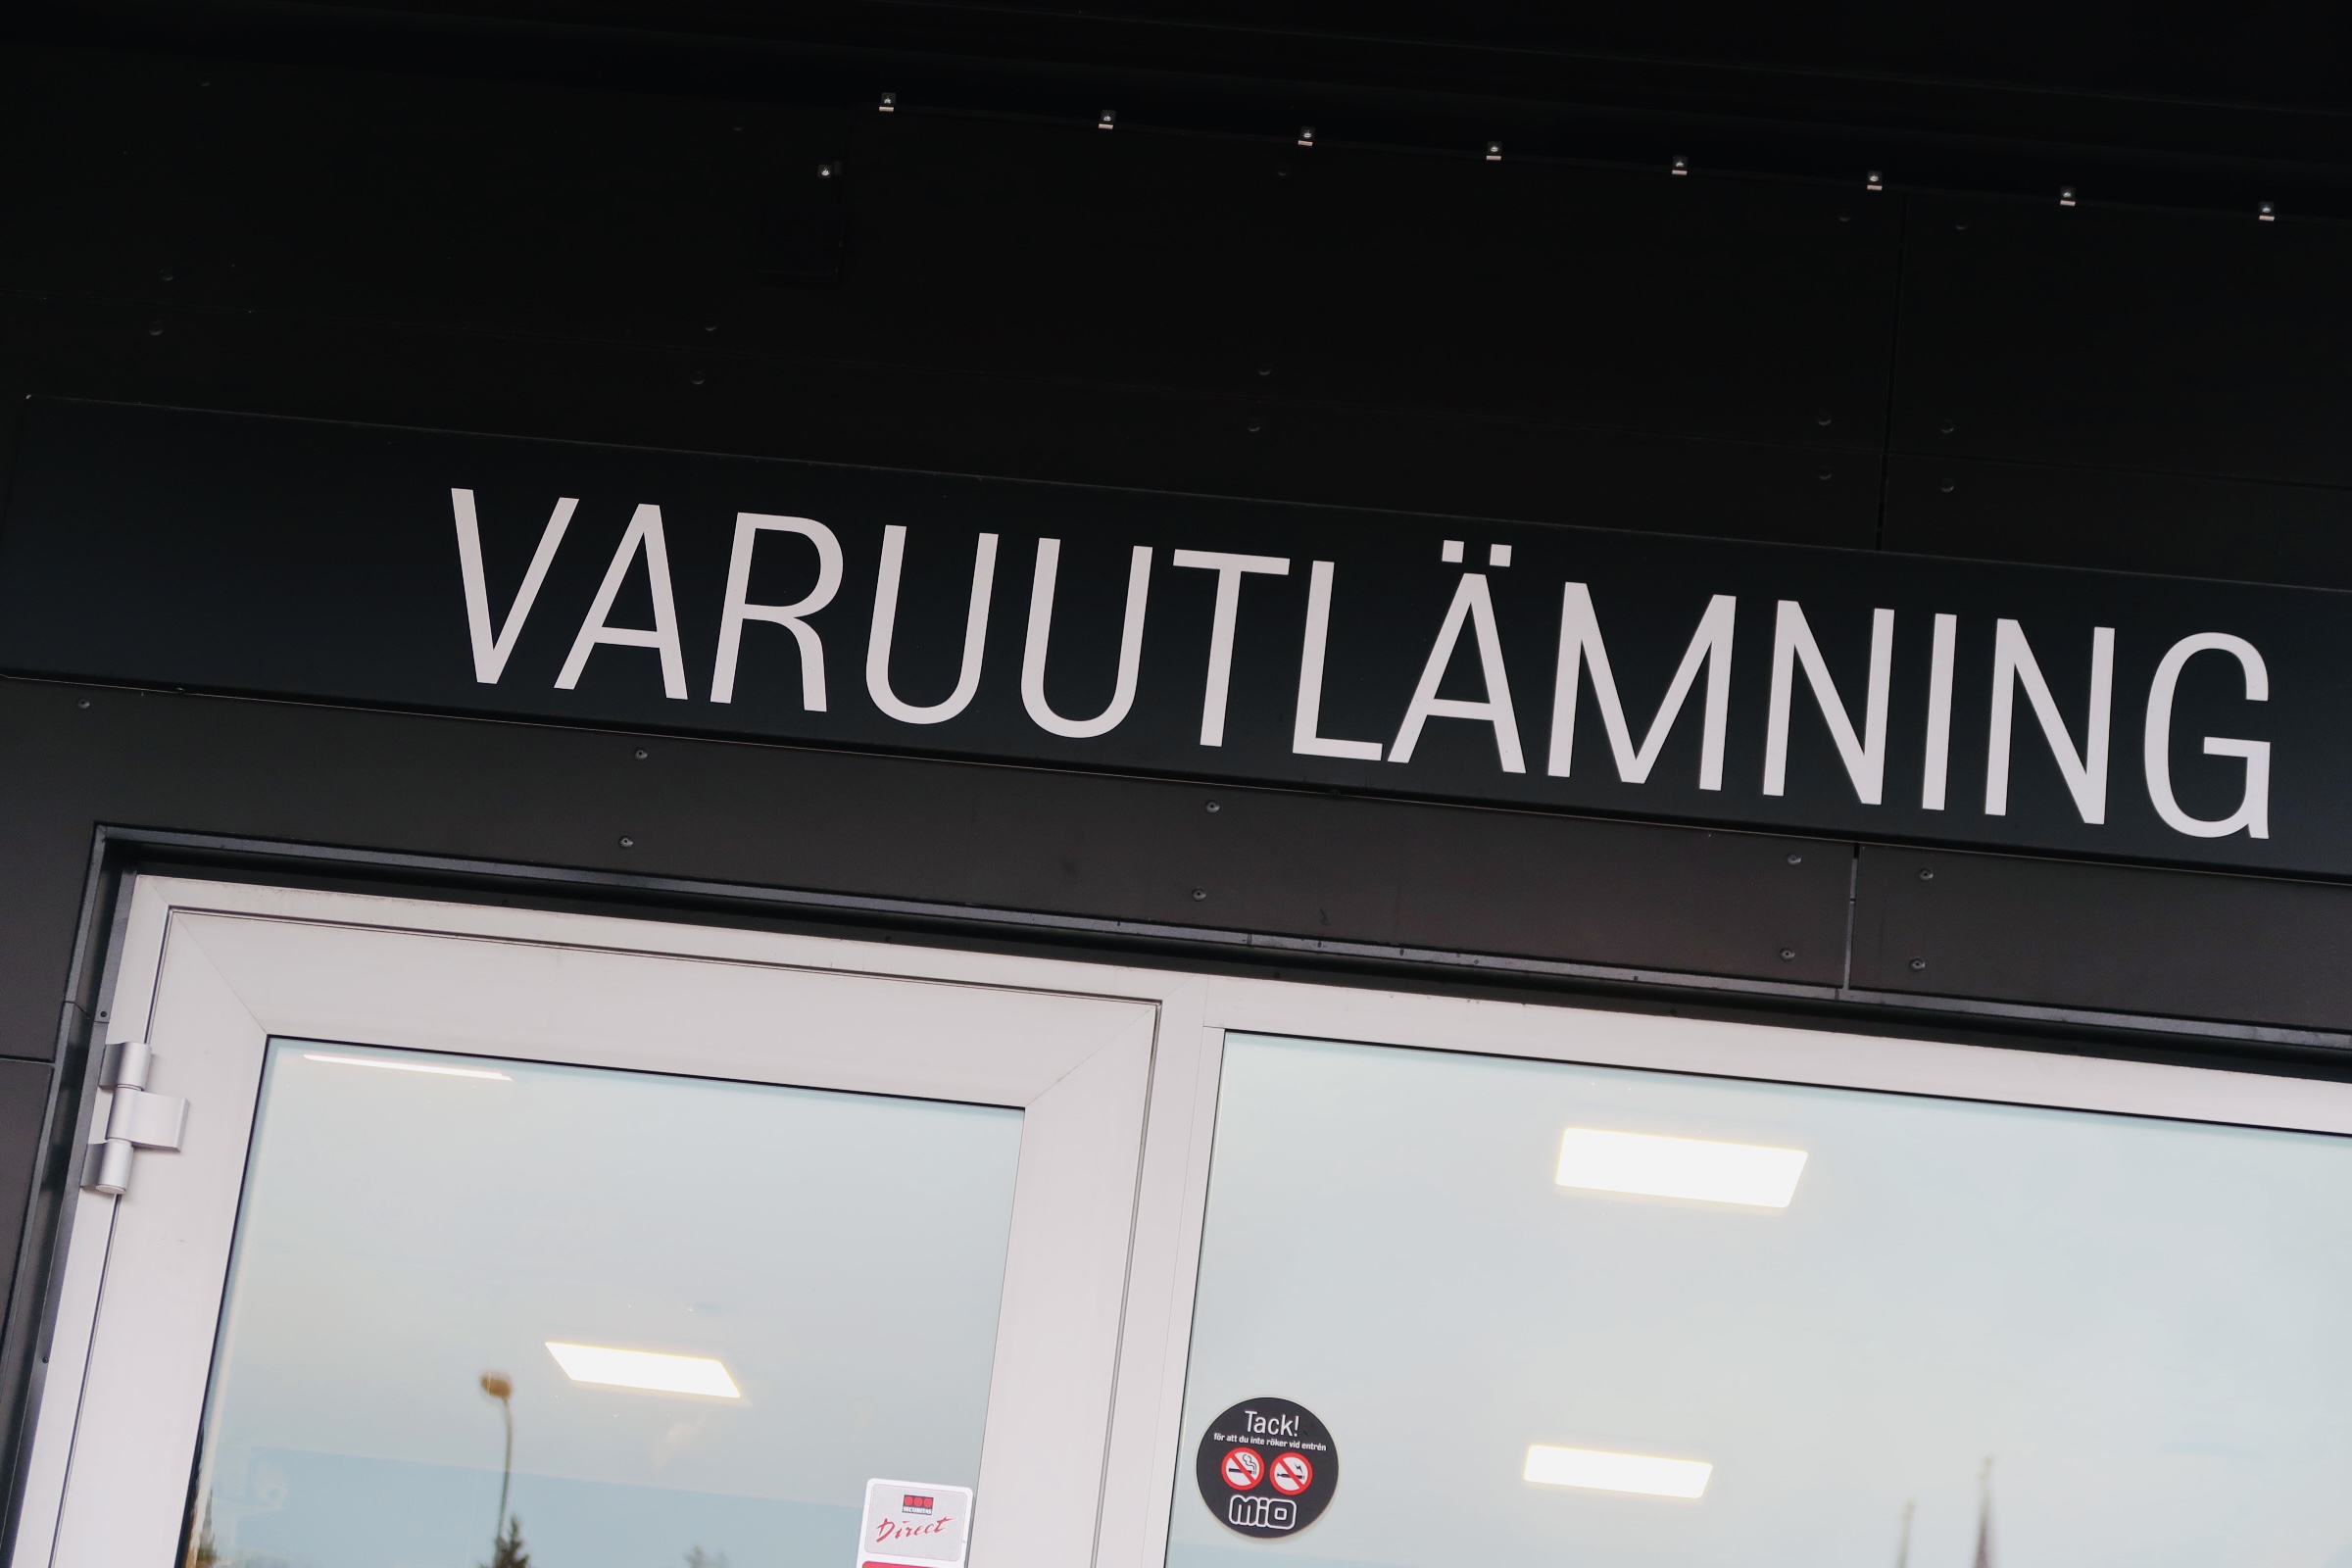 VARUUTLÄMNING
Tack!
för att du inte röker vid entrén
mio
Direct